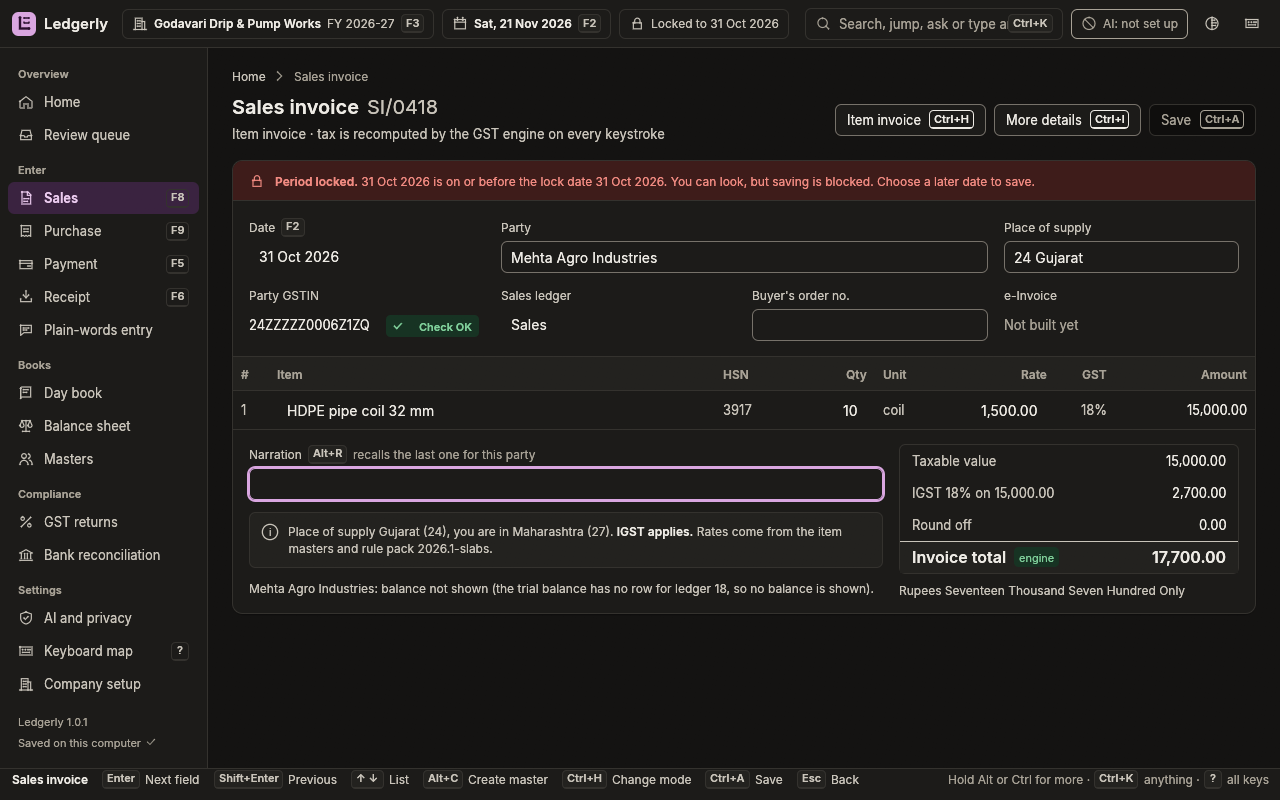 Ledgerly
Godavari Drip & Pump Works FY 2026-27 F3
Sat, 21 Nov 2026 F2
Locked to 31 Oct 2026
Search, jump, ask or type a Ctrl+K
AI: not set up
Overview
Home
Review queue
Enter
Sales F8
Purchase F9
Payment F5
Receipt F6
Plain-words entry
Books
Day book
Balance sheet
Masters
Compliance
GST returns
Bank reconciliation
Settings
AI and privacy
Keyboard map ?
Company setup
Ledgerly 1.0.1
Saved on this computer
Home Sales invoice
Sales invoice SI/0418
Item invoice · tax is recomputed by the GST engine on every keystroke
Item invoice Ctrl+H
More details Ctrl+I
Save Ctrl+A
Period locked. 31 Oct 2026 is on or before the lock date 31 Oct 2026. You can look, but saving is blocked. Choose a later date to save.
Date F2
31 Oct 2026
Party
Mehta Agro Industries
Place of supply
24 Gujarat
Party GSTIN
24ZZZZZ0006Z1ZQ Check OK
Sales ledger
Sales
Buyer's order no.
e-Invoice
Not built yet
# Item HSN Qty Unit Rate GST Amount
1 HDPE pipe coil 32 mm 3917 10 coil 1,500.00 18% 15,000.00
Narration Alt+R recalls the last one for this party
Place of supply Gujarat (24), you are in Maharashtra (27). IGST applies. Rates come from the item
masters and rule pack 2026.1-slabs.
Mehta Agro Industries: balance not shown (the trial balance has no row for ledger 18, so no balance is shown).
Taxable value 15,000.00
IGST 18% on 15,000.00 2,700.00
Round off 0.00
Invoice total engine 17,700.00
Rupees Seventeen Thousand Seven Hundred Only
Sales invoice Enter Next field Shift+Enter Previous ↑ ↓ List Alt+C Create master Ctrl+H Change mode Ctrl+A Save Esc Back Hold Alt or Ctrl for more · Ctrl+K anything · ? all keys